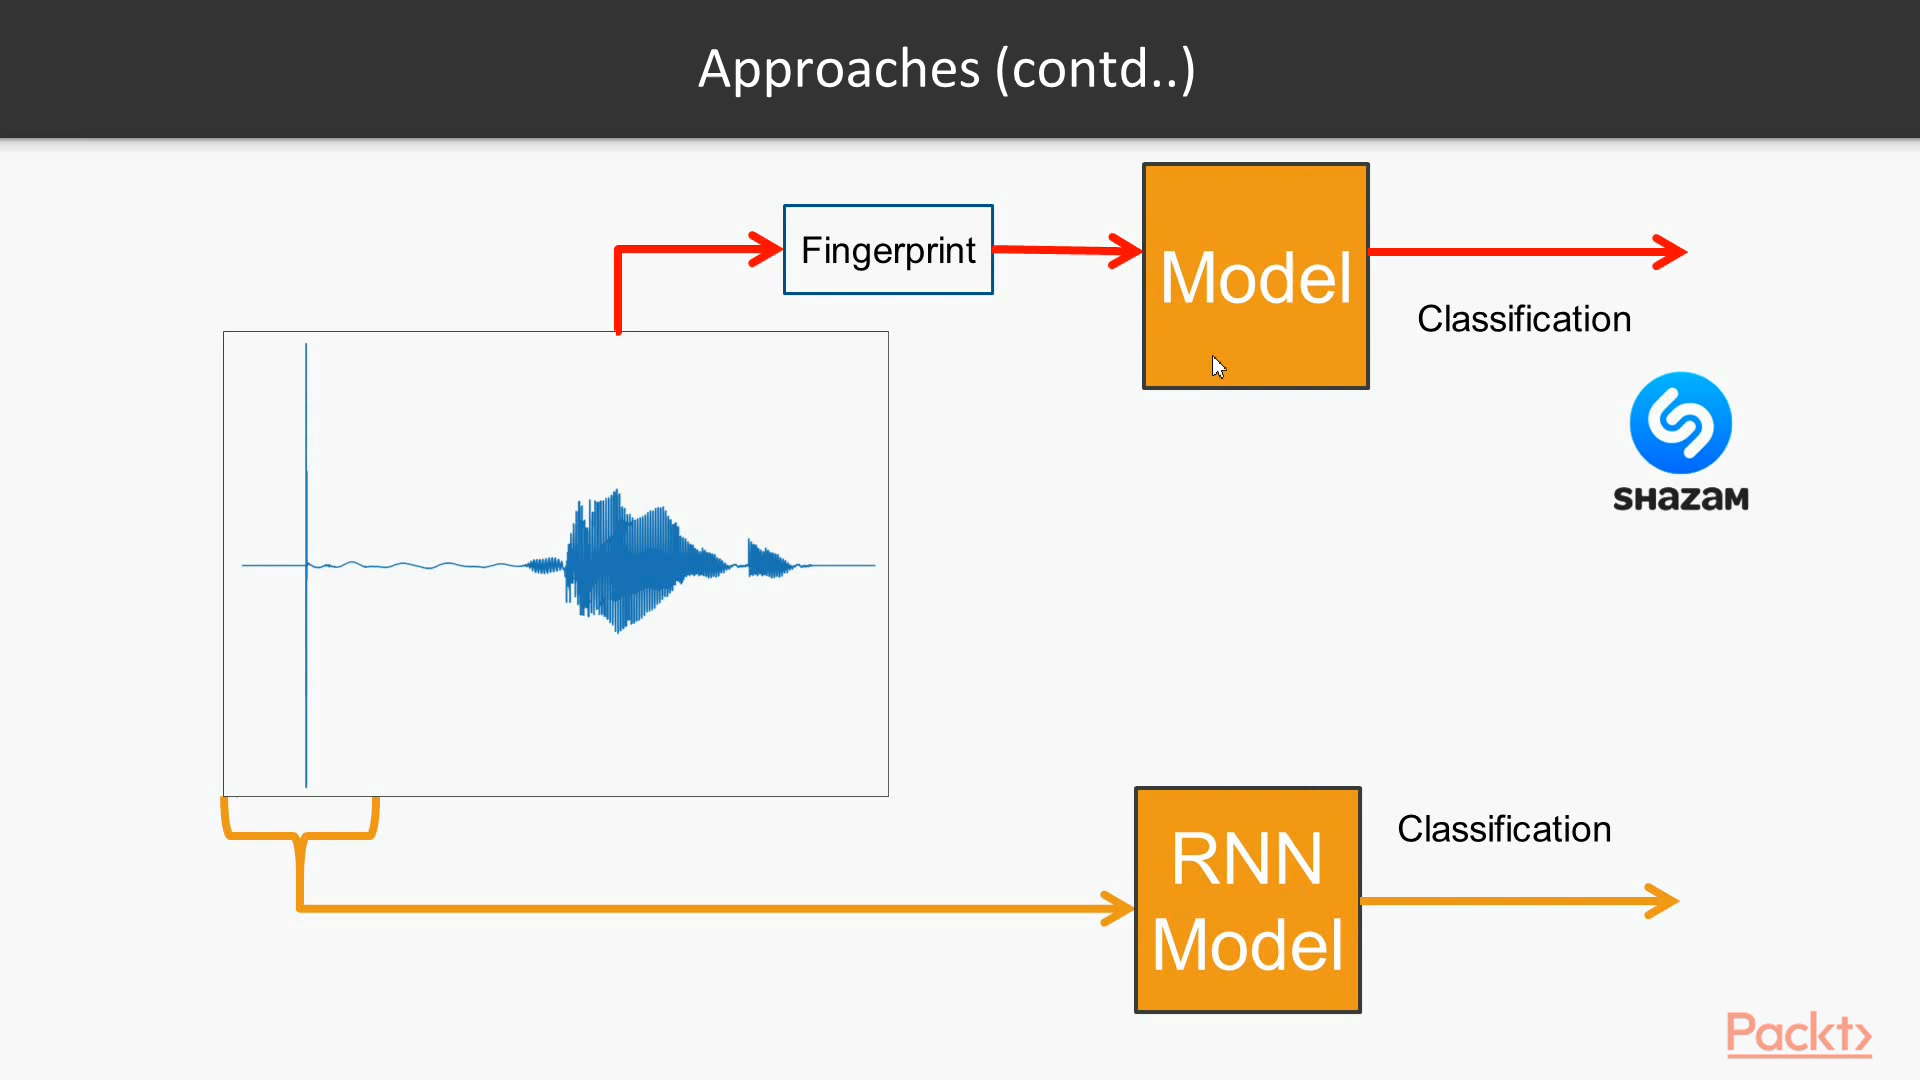 Approaches (contd..)
Fingerprint
Model
Classification
SHAZAM
RNN
Model
Classification
Packt